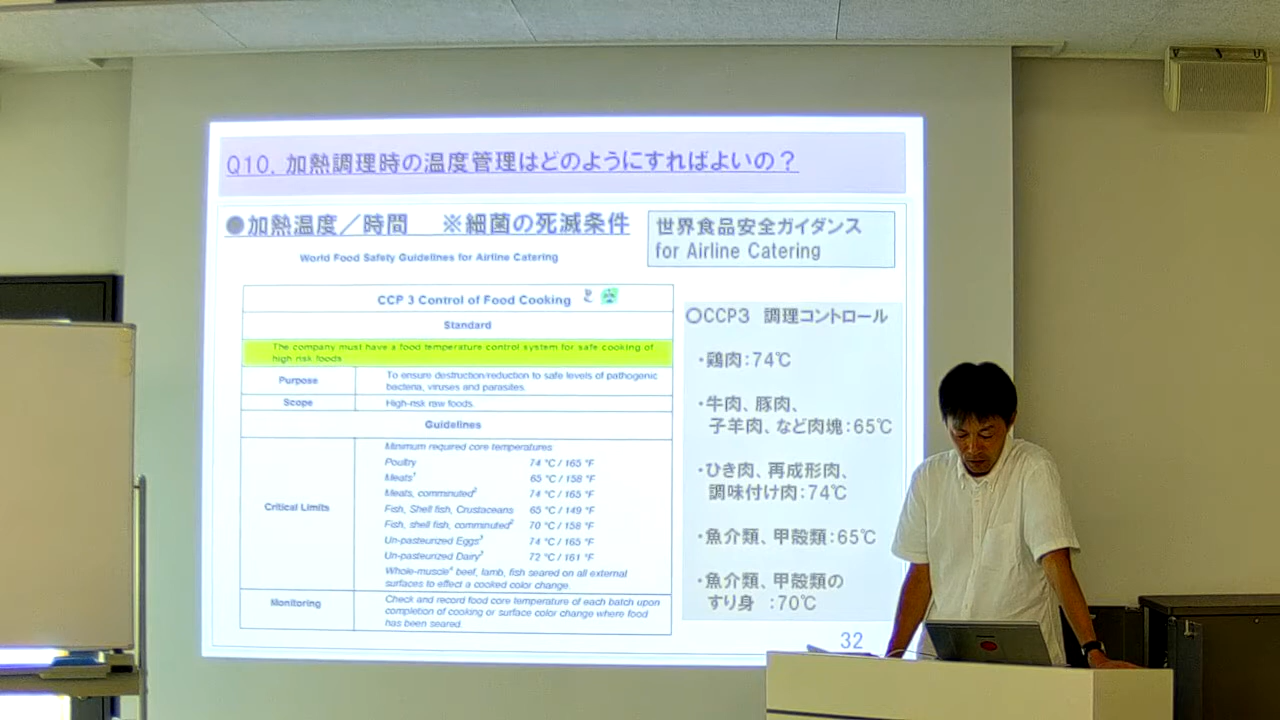 Q10. 加熱調理時の温度管理はどのようにすればよいの？
●加熱温度／時間　※細菌の死滅条件
世界食品安全ガイダンス
for Airline Catering
World Food Safety Guidelines for Airline Catering
CCP 3 Control of Food Cooking
Standard
The company must have a food temperature control system for safe cooking of
high risk foods
Purpose
To ensure destruction/reduction to safe levels of pathogenic
bacteria, viruses and parasites.
Scope
High-risk raw foods.
Guidelines
Critical Limits
Minimum required core temperatures
Poultry 74 °C / 165 °F
Meats¹ 65 °C / 158 °F
Meats, comminuted² 74 °C / 165 °F
Fish, Shell fish, Crustaceans 65 °C / 149 °F
Fish, shell fish, comminuted² 70 °C / 158 °F
Un-pasteurized Eggs³ 74 °C / 165 °F
Un-pasteurized Dairy³ 72 °C / 161 °F
Whole-muscle⁴ beef, lamb, fish seared on all external
surfaces to effect a cooked color change.
Monitoring
Check and record food core temperature of each batch upon
completion of cooking or surface color change where food
has been seared.
○CCP3　調理コントロール
・鶏肉：74℃
・牛肉、豚肉、
子羊肉、など肉塊：65℃
・ひき肉、再成形肉、
調味付け肉：74℃
・魚介類、甲殻類：65℃
・魚介類、甲殻類の
すり身　：70℃
32